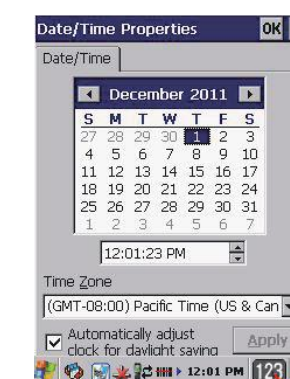 Date/Time Properties OK
Date/Time
December 2011
S M T W T F S
27 28 29 30 1 2 3
4 5 6 7 8 9 10
11 12 13 14 15 16 17
18 19 20 21 22 23 24
25 26 27 28 29 30 31
1 2 3 4 5 6 7
12:01:23 PM
Time Zone
(GMT-08:00) Pacific Time (US & Can
Automatically adjust
clock for daylight saving
Apply
12:01 PM 123